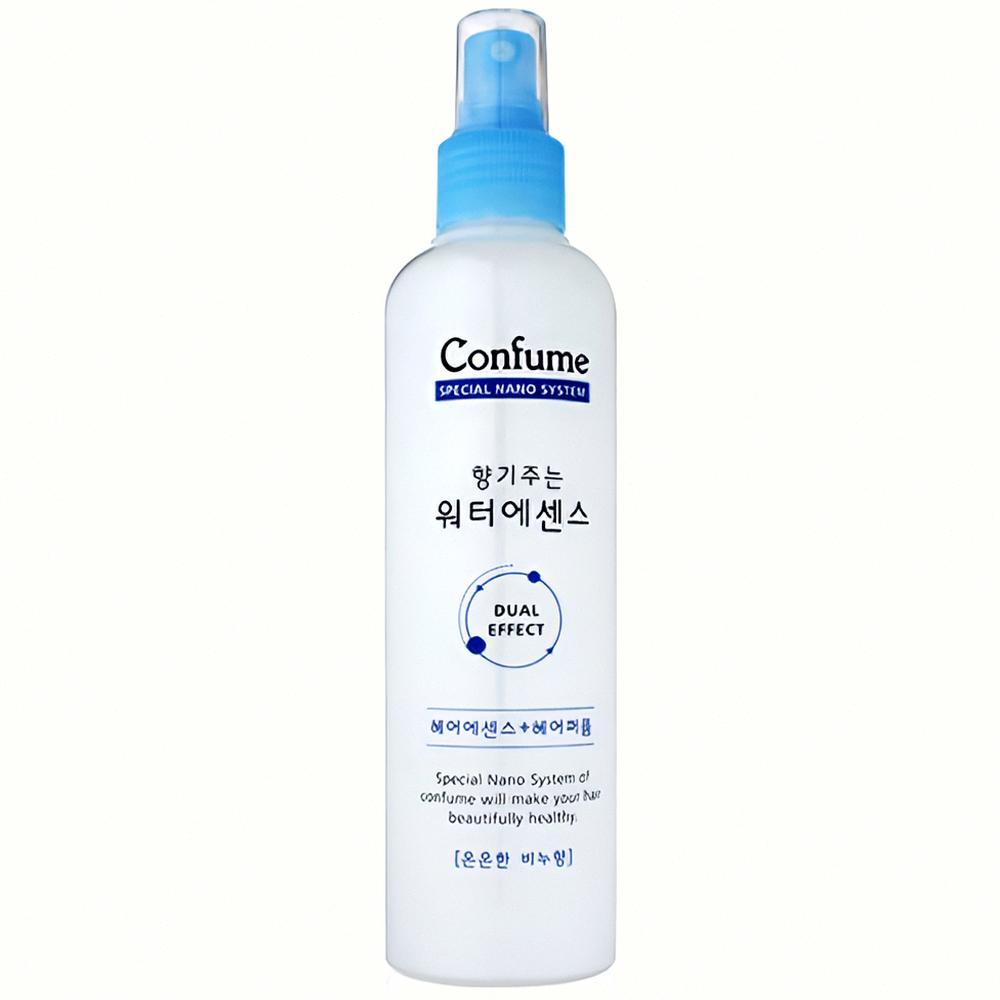 Confume
SPECIAL NANO SYSTEM
향기주는
워터에센스
DUAL
EFFECT
헤어에센스+헤어퍼퓸
Special Nano System of
confume will make your hair
beautifully healthy.
[은은한 비누향]